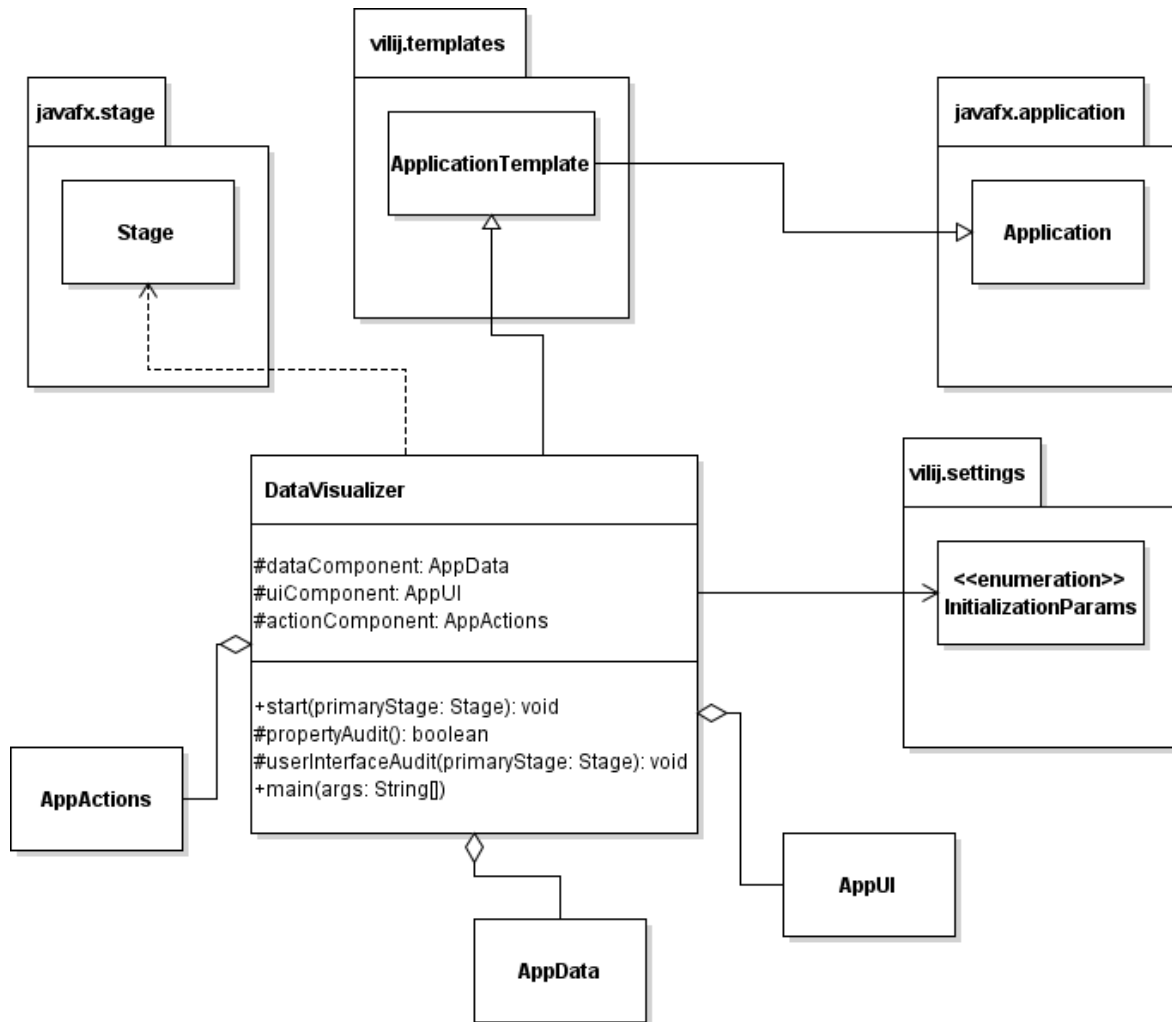 vilij.templates
javafx.stage
javafx.application
ApplicationTemplate
Stage
Application
DataVisualizer
#dataComponent: AppData
#uiComponent: AppUI
#actionComponent: AppActions
+start(primaryStage: Stage): void
#propertyAudit(): boolean
#userInterfaceAudit(primaryStage: Stage): void
+main(args: String[])
vilij.settings
<<enumeration>>
InitializationParams
AppActions
AppUI
AppData